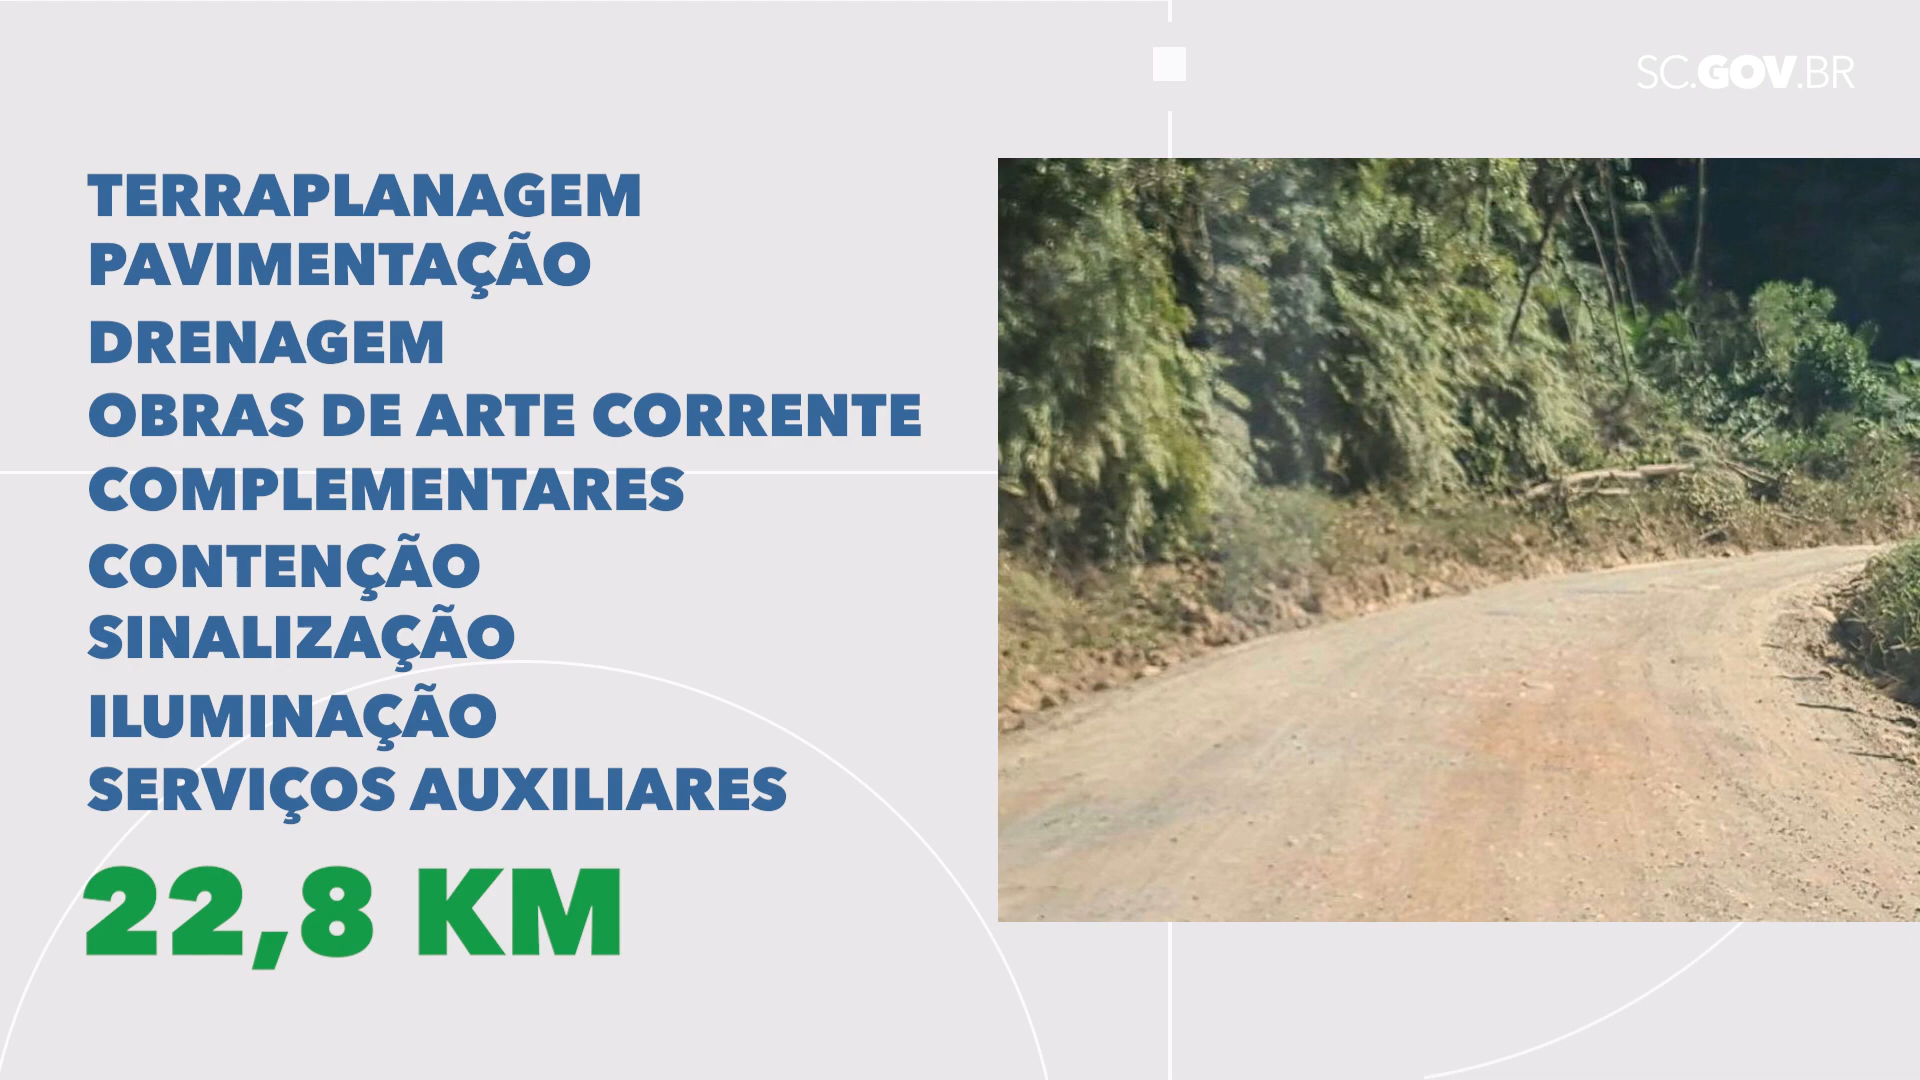 SC.GOV.BR
TERRAPLANAGEM
PAVIMENTAÇÃO
DRENAGEM
OBRAS DE ARTE CORRENTE
COMPLEMENTARES
CONTENÇÃO
SINALIZAÇÃO
ILUMINAÇÃO
SERVIÇOS AUXILIARES
22,8 KM